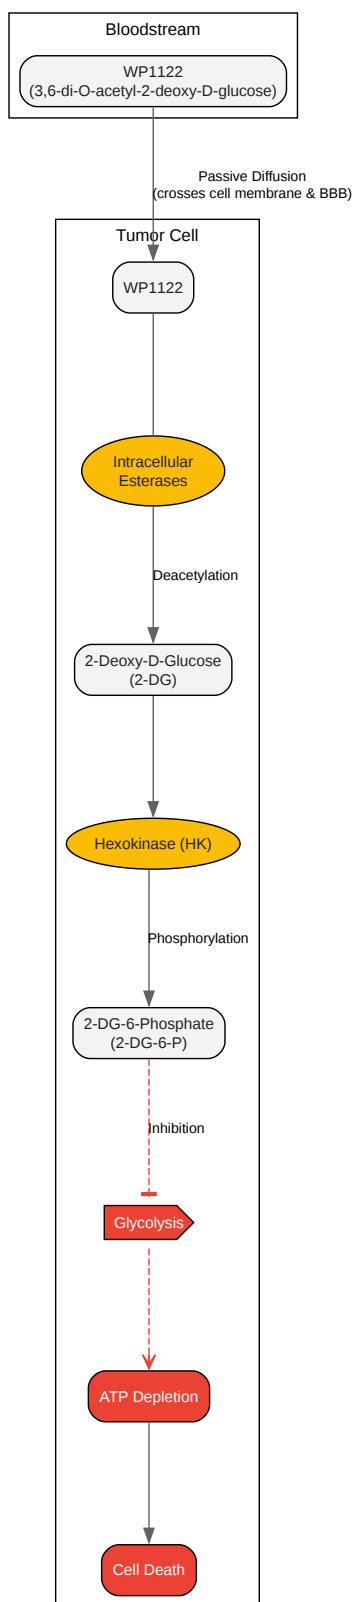 Bloodstream
WP1122
(3,6-di-O-acetyl-2-deoxy-D-glucose)
Passive Diffusion
(crosses cell membrane & BBB)
Tumor Cell
WP1122
Intracellular
Esterases
Deacetylation
2-Deoxy-D-Glucose
(2-DG)
Hexokinase (HK)
Phosphorylation
2-DG-6-Phosphate
(2-DG-6-P)
Inhibition
Glycolysis
ATP Depletion
Cell Death